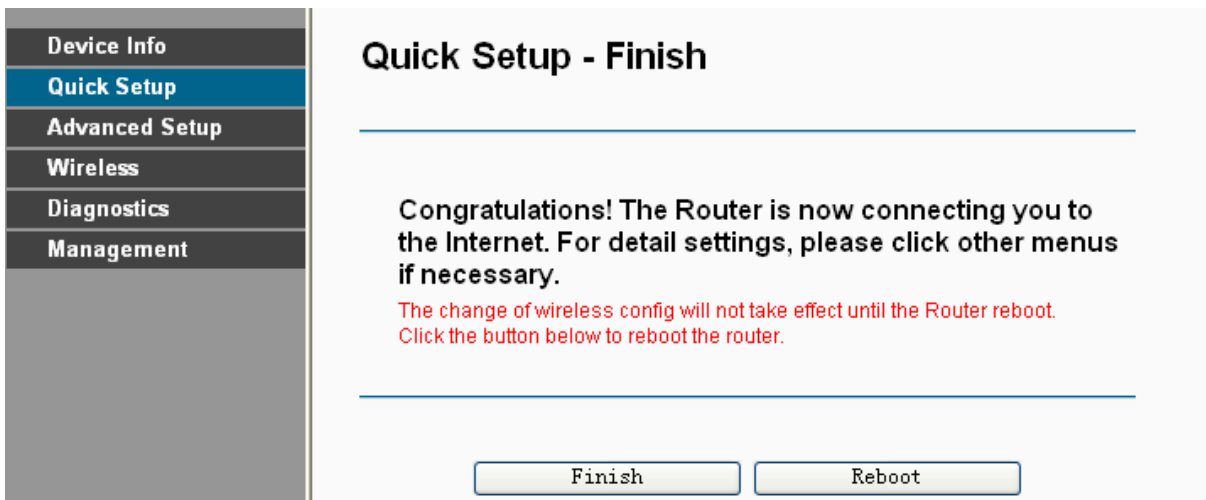 Device Info
Quick Setup
Advanced Setup
Wireless
Diagnostics
Management
Quick Setup - Finish
Congratulations! The Router is now connecting you to
the Internet. For detail settings, please click other menus
if necessary.
The change of wireless config will not take effect until the Router reboot.
Click the button below to reboot the router.
Finish
Reboot